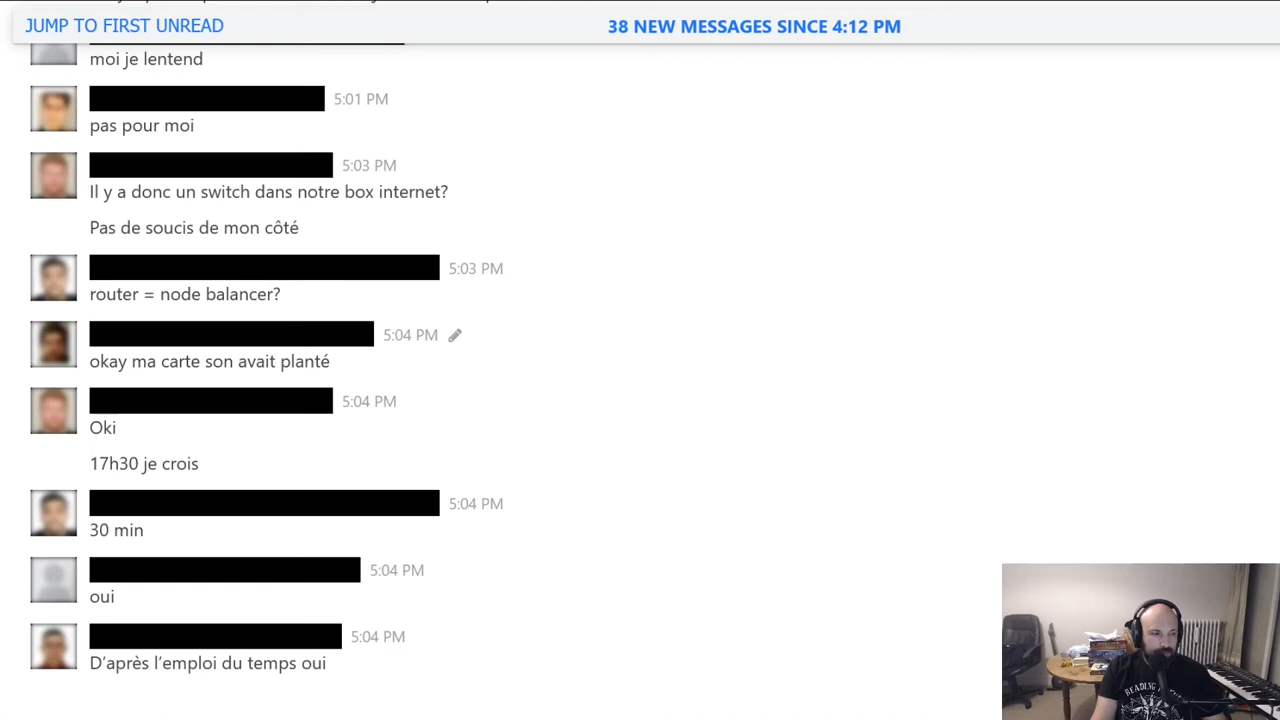 JUMP TO FIRST UNREAD
38 NEW MESSAGES SINCE 4:12 PM
moi je lentend
5:01 PM
pas pour moi
5:03 PM
Il y a donc un switch dans notre box internet?
Pas de soucis de mon côté
5:03 PM
router = node balancer?
5:04 PM
okay ma carte son avait planté
5:04 PM
Oki
17h30 je crois
5:04 PM
30 min
5:04 PM
oui
5:04 PM
D’après l’emploi du temps oui
READING